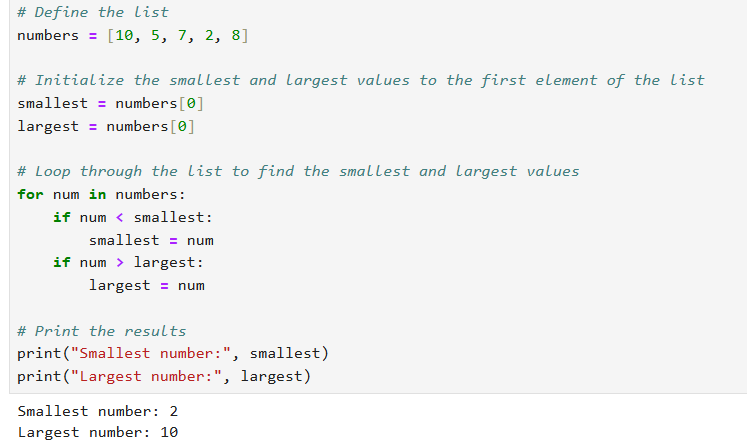 # Define the list
numbers = [10, 5, 7, 2, 8]
# Initialize the smallest and largest values to the first element of the list
smallest = numbers[0]
largest = numbers[0]
# Loop through the list to find the smallest and largest values
for num in numbers:
    if num < smallest:
        smallest = num
    if num > largest:
        largest = num
# Print the results
print("Smallest number:", smallest)
print("Largest number:", largest)
Smallest number: 2
Largest number: 10